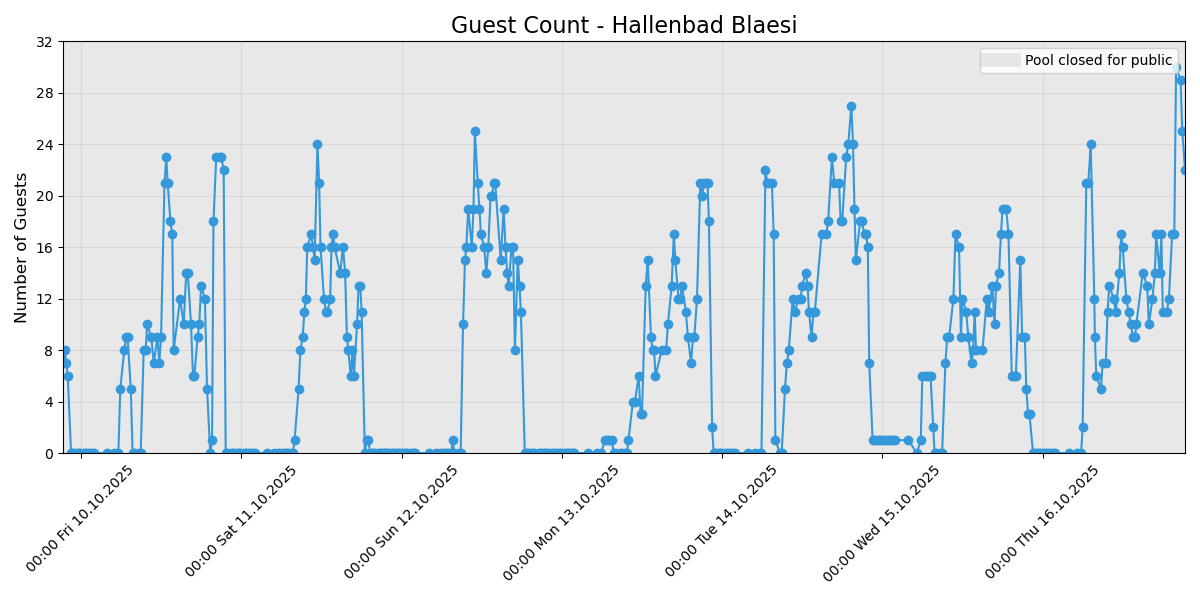 Guest Count - Hallenbad Blaesi
Pool closed for public
Number of Guests
32
28
24
20
16
12
8
4
0
00:00 Fri 10.10.2025
00:00 Sat 11.10.2025
00:00 Sun 12.10.2025
00:00 Mon 13.10.2025
00:00 Tue 14.10.2025
00:00 Wed 15.10.2025
00:00 Thu 16.10.2025